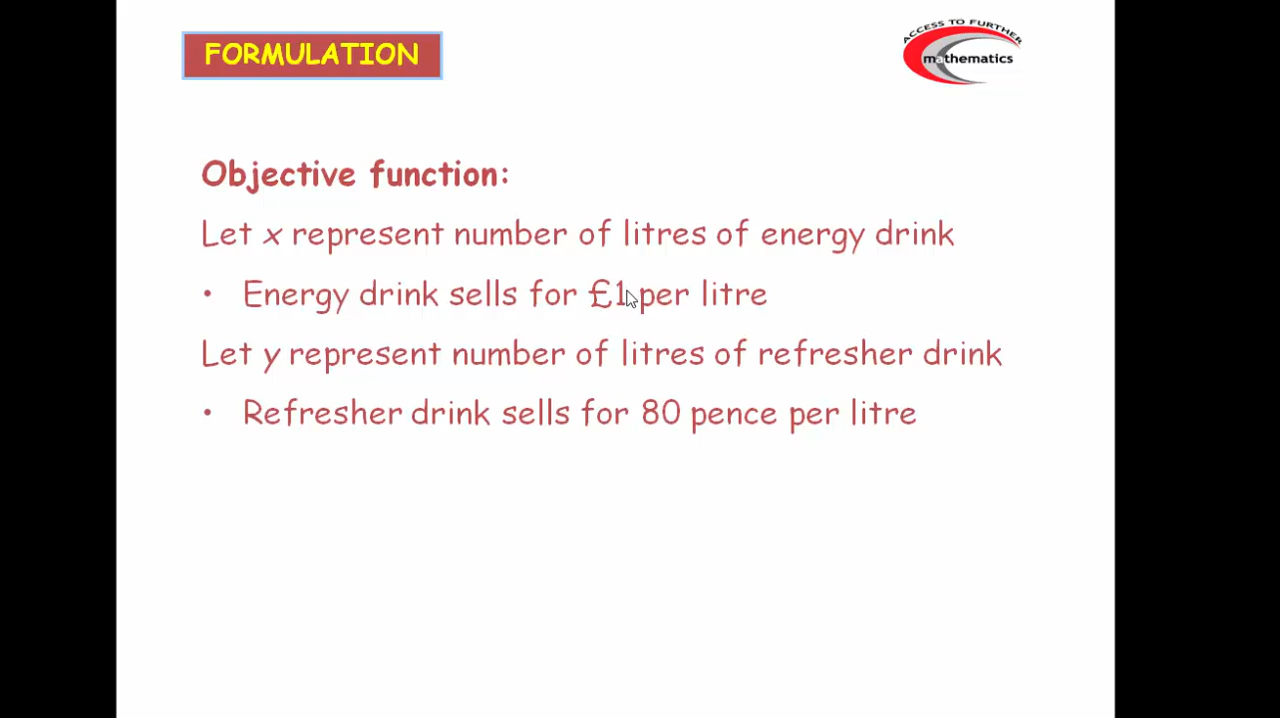 FORMULATION
ACCESS TO FURTHER
mathematics
Objective function:
Let x represent number of litres of energy drink
• Energy drink sells for £1 per litre
Let y represent number of litres of refresher drink
• Refresher drink sells for 80 pence per litre